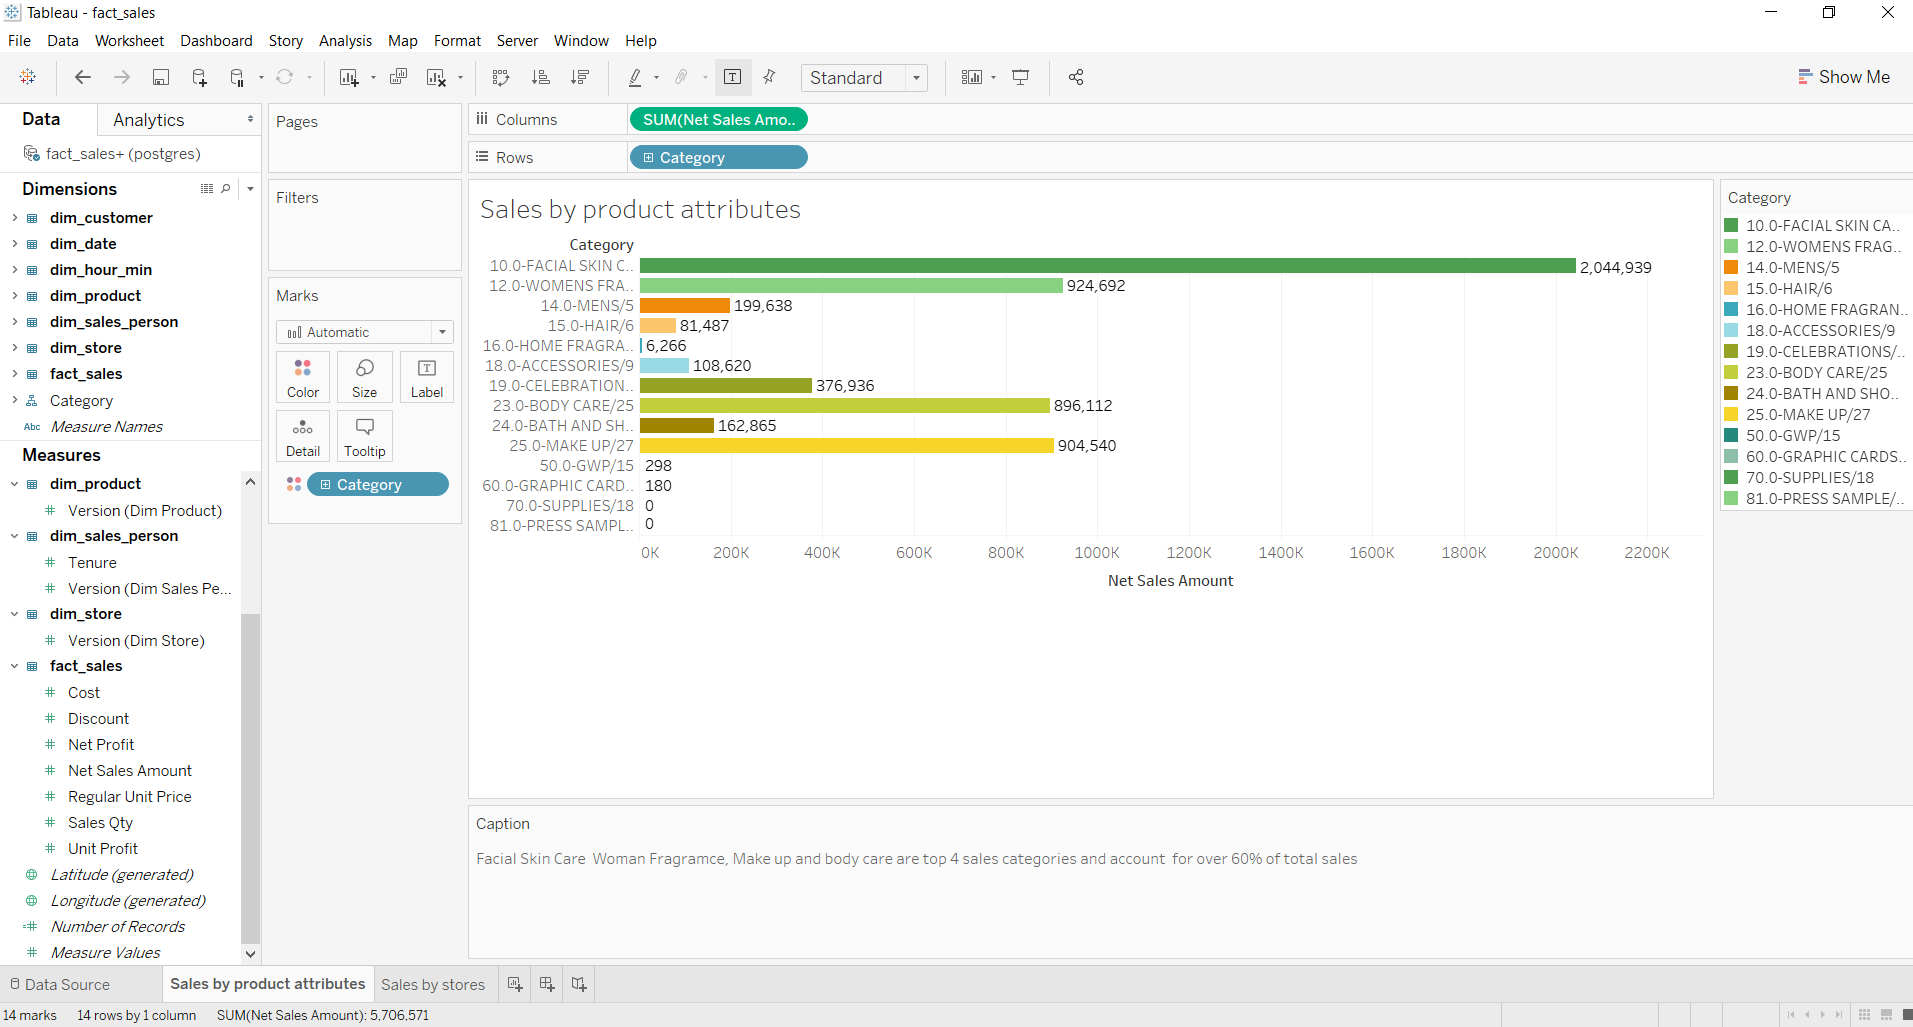 Tableau - fact_sales
File Data Worksheet Dashboard Story Analysis Map Format Server Window Help
Standard
Show Me
Data
Analytics
fact_sales+ (postgres)
Dimensions
dim_customer
dim_date
dim_hour_min
dim_product
dim_sales_person
dim_store
fact_sales
Category
Abc Measure Names
Measures
dim_product
Version (Dim Product)
dim_sales_person
Tenure
Version (Dim Sales Pe...
dim_store
Version (Dim Store)
fact_sales
Cost
Discount
Net Profit
Net Sales Amount
Regular Unit Price
Sales Qty
Unit Profit
Latitude (generated)
Longitude (generated)
Number of Records
Measure Values
Pages
Filters
Marks
Automatic
Color Size Label
Detail Tooltip
Category
Columns SUM(Net Sales Amo..
Rows Category
Sales by product attributes
Category
10.0-FACIAL SKIN C.. 2,044,939
12.0-WOMENS FRA.. 924,692
14.0-MENS/5 199,638
15.0-HAIR/6 81,487
16.0-HOME FRAGRA.. 6,266
18.0-ACCESSORIES/9 108,620
19.0-CELEBRATION.. 376,936
23.0-BODY CARE/25 896,112
24.0-BATH AND SH.. 162,865
25.0-MAKE UP/27 904,540
50.0-GWP/15 298
60.0-GRAPHIC CARD.. 180
70.0-SUPPLIES/18 0
81.0-PRESS SAMPL.. 0
0K 200K 400K 600K 800K 1000K 1200K 1400K 1600K 1800K 2000K 2200K
Net Sales Amount
Category
10.0-FACIAL SKIN CA..
12.0-WOMENS FRAG..
14.0-MENS/5
15.0-HAIR/6
16.0-HOME FRAGRAN..
18.0-ACCESSORIES/9
19.0-CELEBRATIONS/..
23.0-BODY CARE/25
24.0-BATH AND SHO..
25.0-MAKE UP/27
50.0-GWP/15
60.0-GRAPHIC CARDS..
70.0-SUPPLIES/18
81.0-PRESS SAMPLE/..
Caption
Facial Skin Care  Woman Fragramce, Make up and body care are top 4 sales categories and account  for over 60% of total sales
Data Source
Sales by product attributes
Sales by stores
14 marks 14 rows by 1 column SUM(Net Sales Amount): 5,706,571